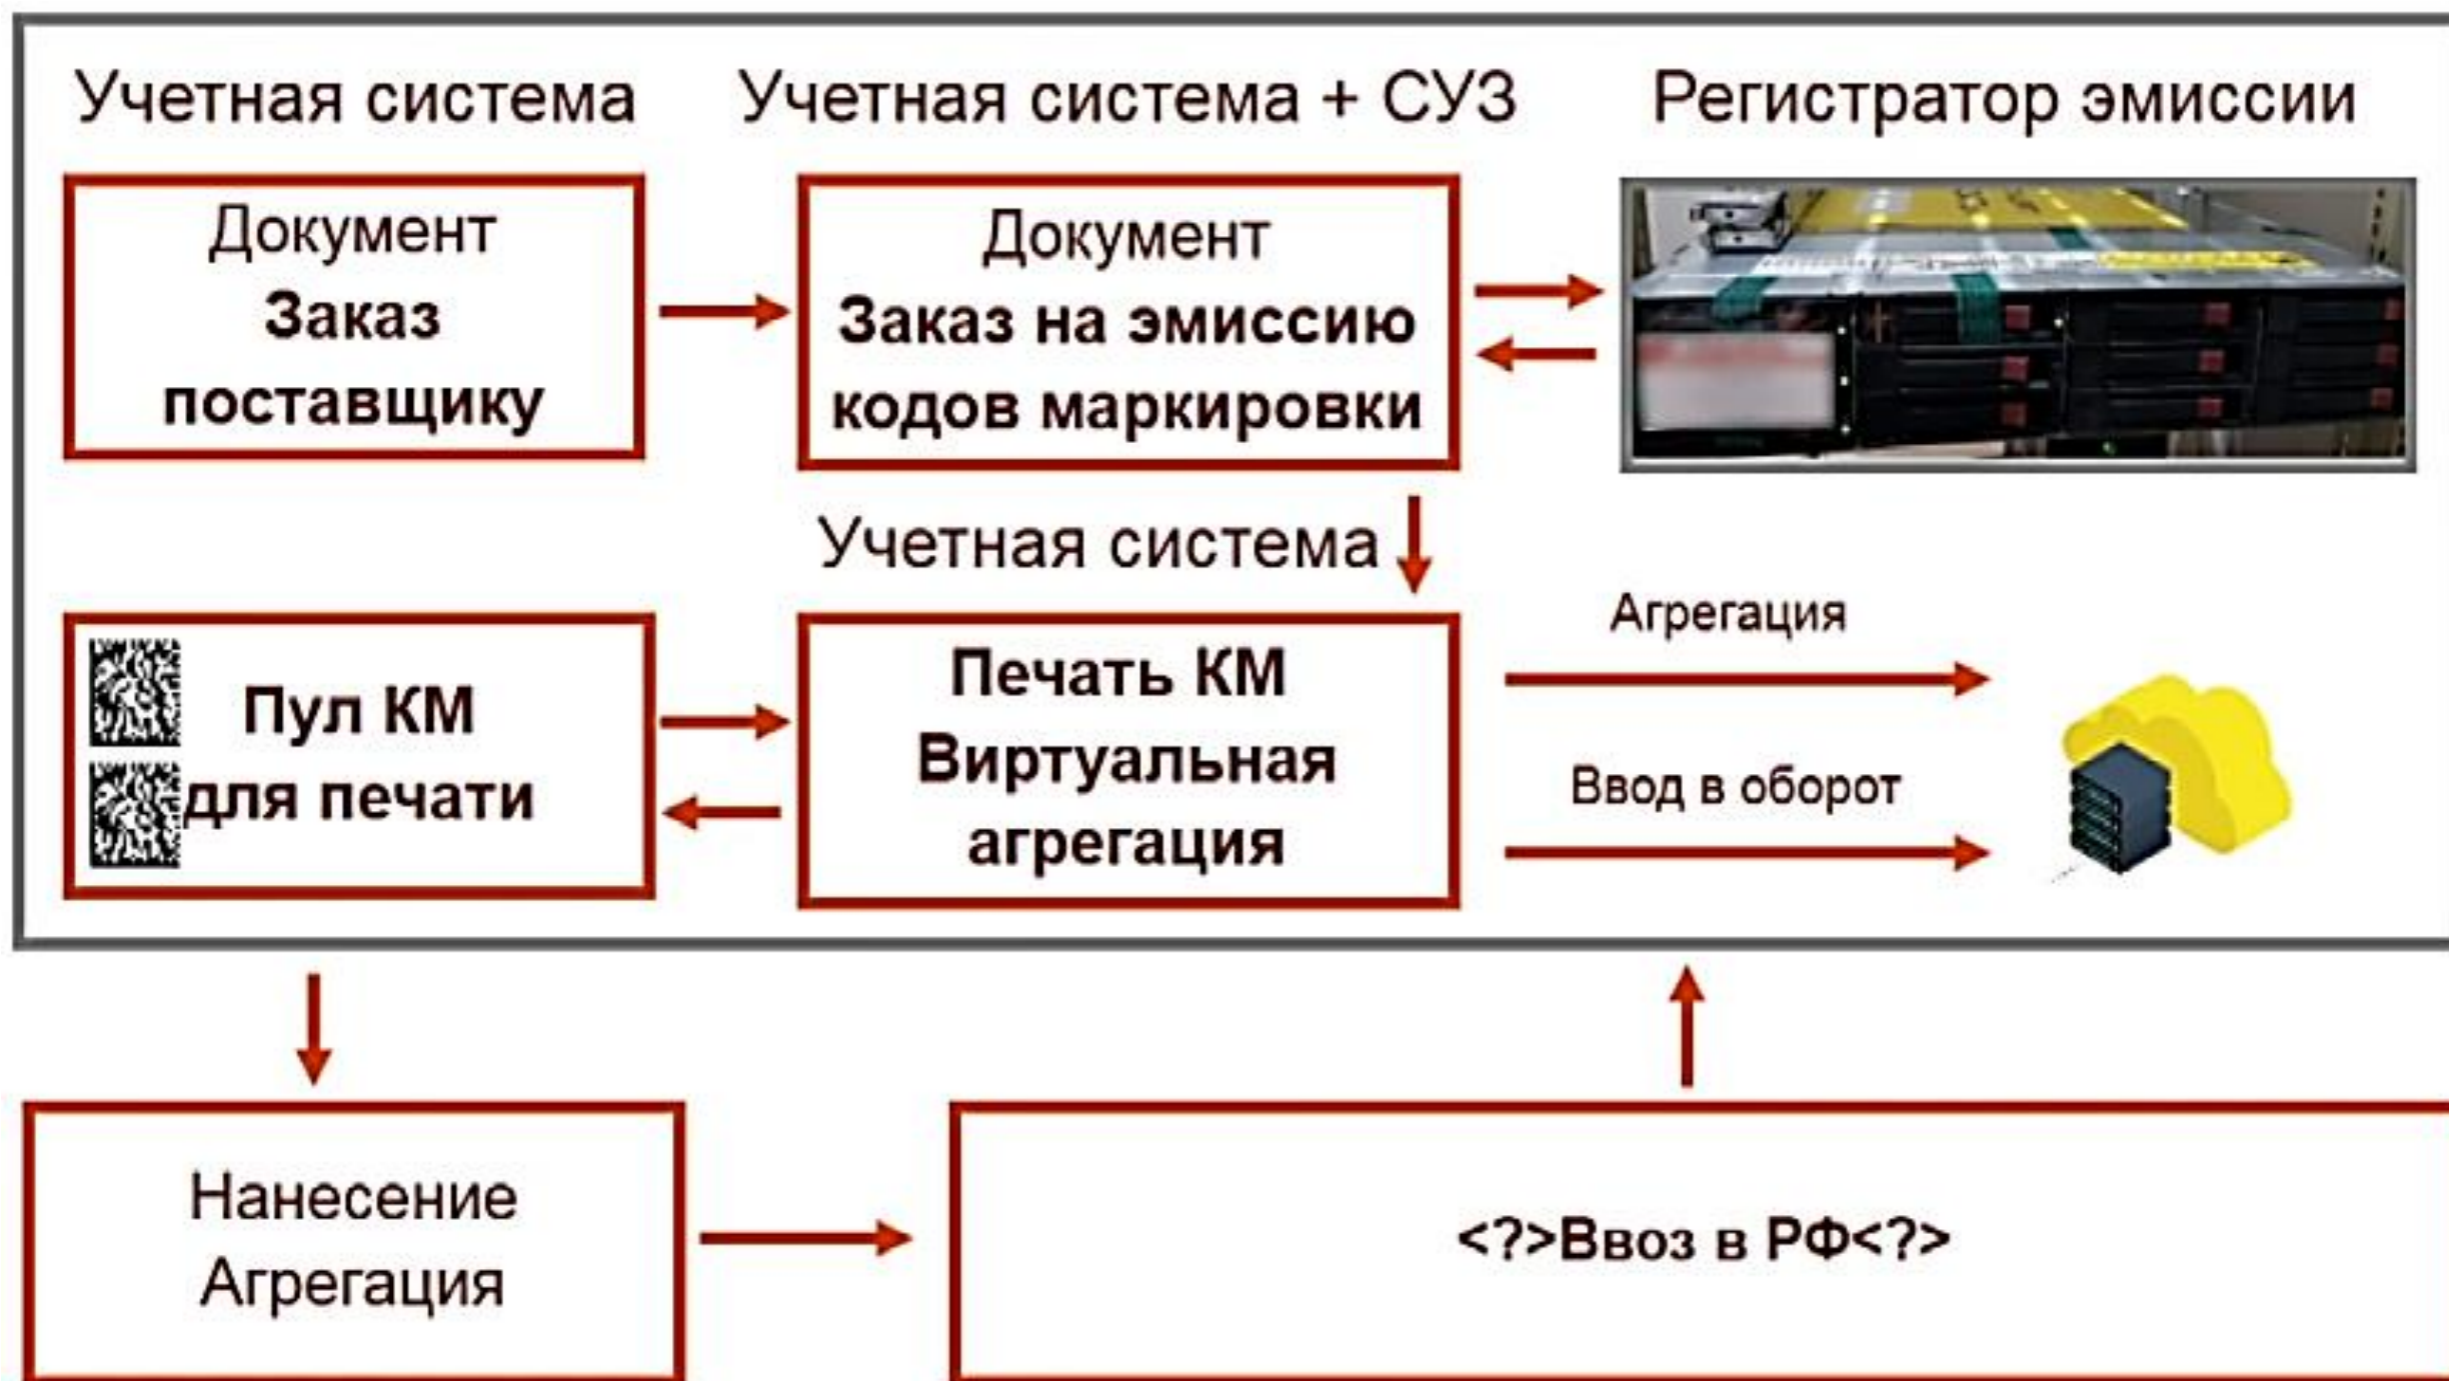 Учетная система
Учетная система + СУЗ
Регистратор эмиссии
Документ
Заказ
поставщику
Документ
Заказ на эмиссию
кодов маркировки
Учетная система
Пул КМ
для печати
Печать КМ
Виртуальная
агрегация
Агрегация
Ввод в оборот
Нанесение
Агрегация
<?>Ввоз в РФ<?>